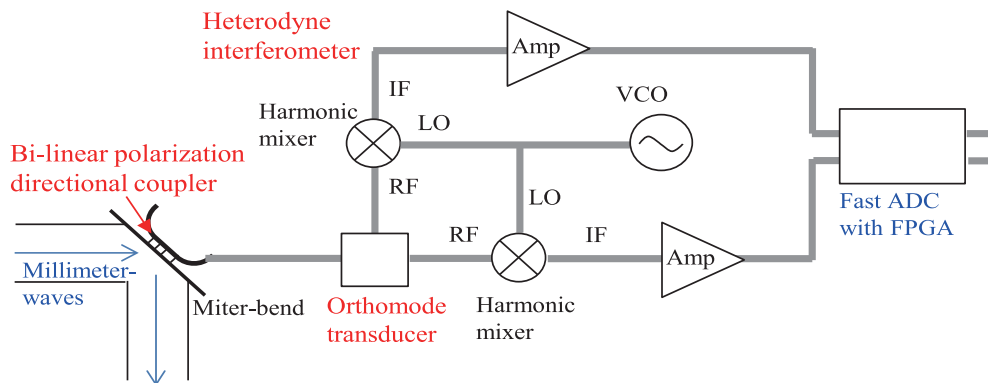 Heterodyne
interferometer
Amp
IF
VCO
Harmonic
mixer
LO
Bi-linear polarization
directional coupler
RF
LO
Fast ADC
with FPGA
RF
IF
Amp
Millimeter-
waves
Miter-bend
Orthomode
transducer
Harmonic
mixer